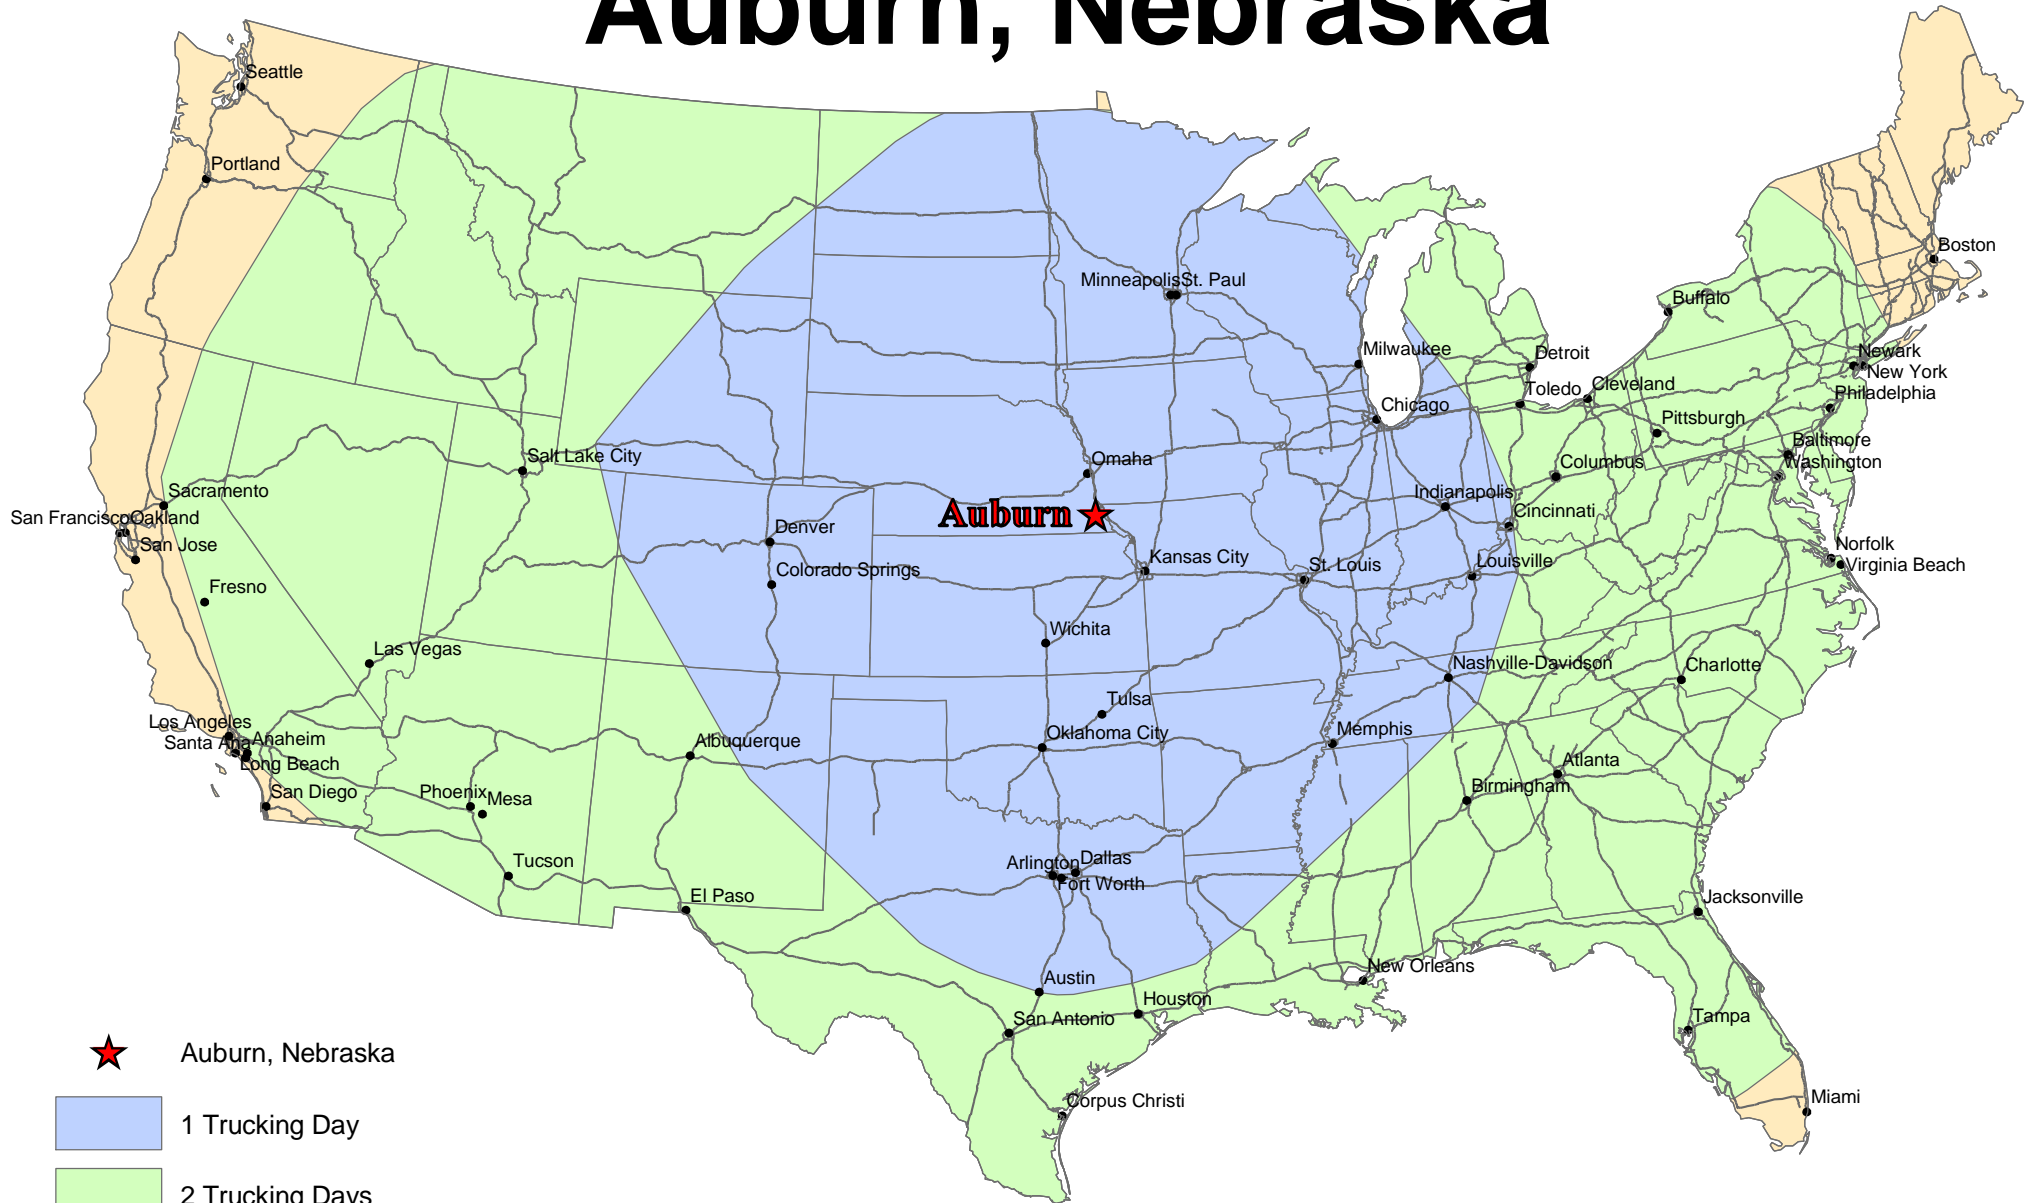 Auburn, Nebraska
Seattle
Portland
Boston
MinneapolisSt. Paul
Buffalo
Milwaukee
Detroit
Newark
New York
Toledo
Cleveland
Philadelphia
Chicago
Pittsburgh
Baltimore
Washington
Salt Lake City
Omaha
Columbus
Sacramento
Indianapolis
Auburn
Cincinnati
San FranciscoOakland
Denver
San Jose
Norfolk
Virginia Beach
Colorado Springs
Kansas City
St. Louis
Louisville
Fresno
Wichita
Las Vegas
Nashville-Davidson
Charlotte
Tulsa
Los Angeles
Santa Ana
Anaheim
Long Beach
Albuquerque
Oklahoma City
Memphis
Atlanta
San Diego
Phoenix
Mesa
Birmingham
Tucson
Arlington
Dallas
Fort Worth
El Paso
Jacksonville
Austin
New Orleans
Houston
San Antonio
Tampa
Corpus Christi
Miami
Auburn, Nebraska
1 Trucking Day
2 Trucking Days